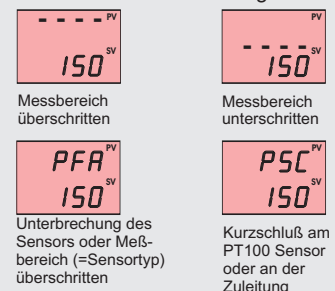 - - - - PV
150 SV
Messbereich
überschritten
PV
- - - -
150 SV
Messbereich
unterschritten
PFA PV
150 SV
Unterbrechung des
Sensors oder Meß-
bereich (=Sensortyp)
überschritten
PSC PV
150 SV
Kurzschluß am
PT100 Sensor
oder an der
Zuleitung